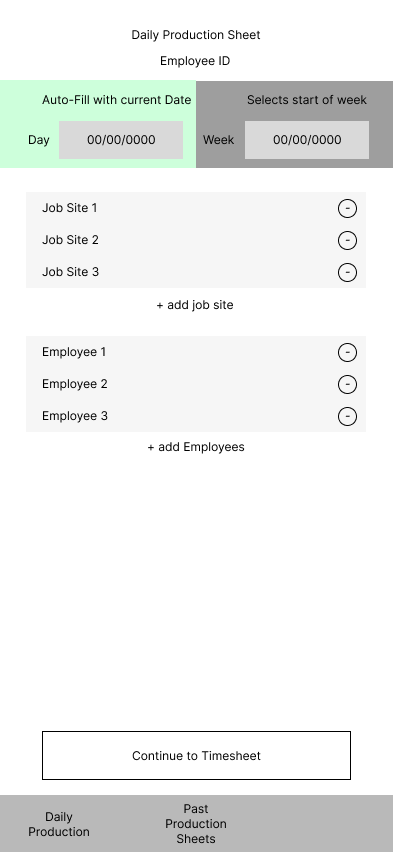 Daily Production Sheet
Employee ID
Auto-Fill with current Date
Selects start of week
Day
00/00/0000
Week
00/00/0000
Job Site 1
-
Job Site 2
-
Job Site 3
-
+ add job site
Employee 1
-
Employee 2
-
Employee 3
-
+ add Employees
Continue to Timesheet
Daily
Production
Past
Production
Sheets